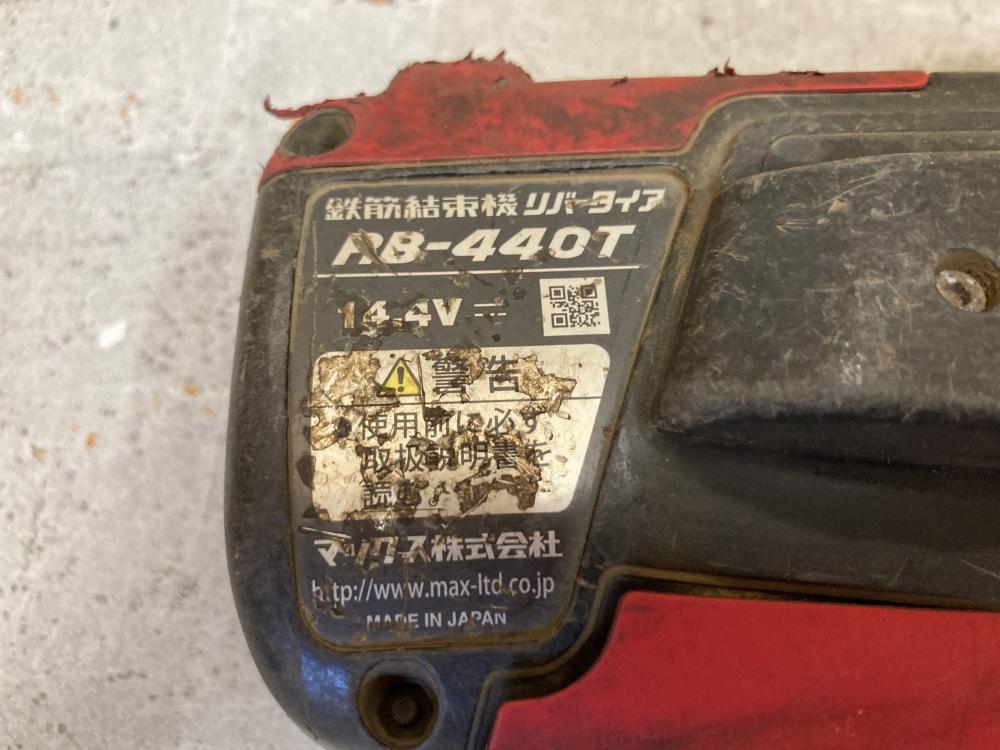 鉄筋結束機 リバータイア
RB-440T
14.4V
警告
使用前に必ず
取扱説明書を
読む。
マックス株式会社
http://www.max-ltd.co.jp
MADE IN JAPAN